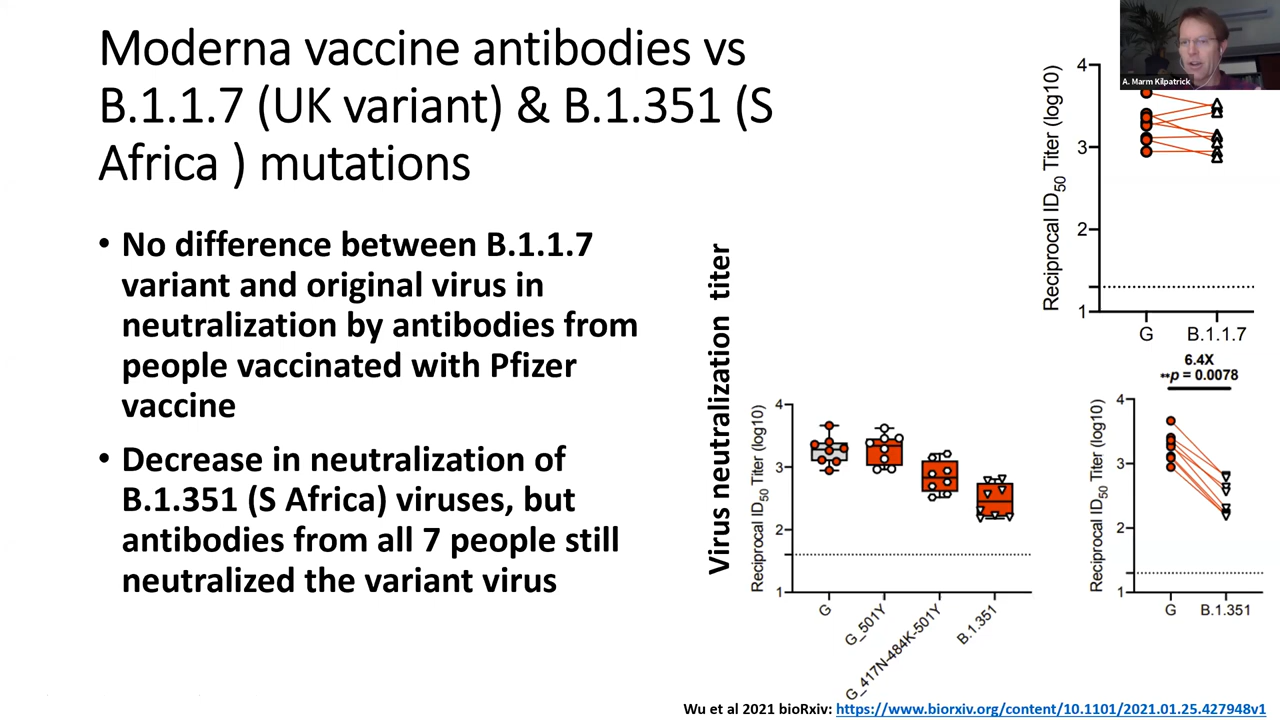 Moderna vaccine antibodies vs
B.1.1.7 (UK variant) & B.1.351 (S
Africa ) mutations
• No difference between B.1.1.7
variant and original virus in
neutralization by antibodies from
people vaccinated with Pfizer
vaccine
• Decrease in neutralization of
B.1.351 (S Africa) viruses, but
antibodies from all 7 people still
neutralized the variant virus
A. Marm Kilpatrick
Reciprocal ID50 Titer (log10)
4
3
2
1
G
B.1.1.7
Virus neutralization titer
Reciprocal ID50 Titer (log10)
4
3
2
1
G
G_501Y
G_417N-484K-501Y
B.1.351
6.4X
**p = 0.0078
Reciprocal ID50 Titer (log10)
4
3
2
1
G
B.1.351
Wu et al 2021 bioRxiv: https://www.biorxiv.org/content/10.1101/2021.01.25.427948v1